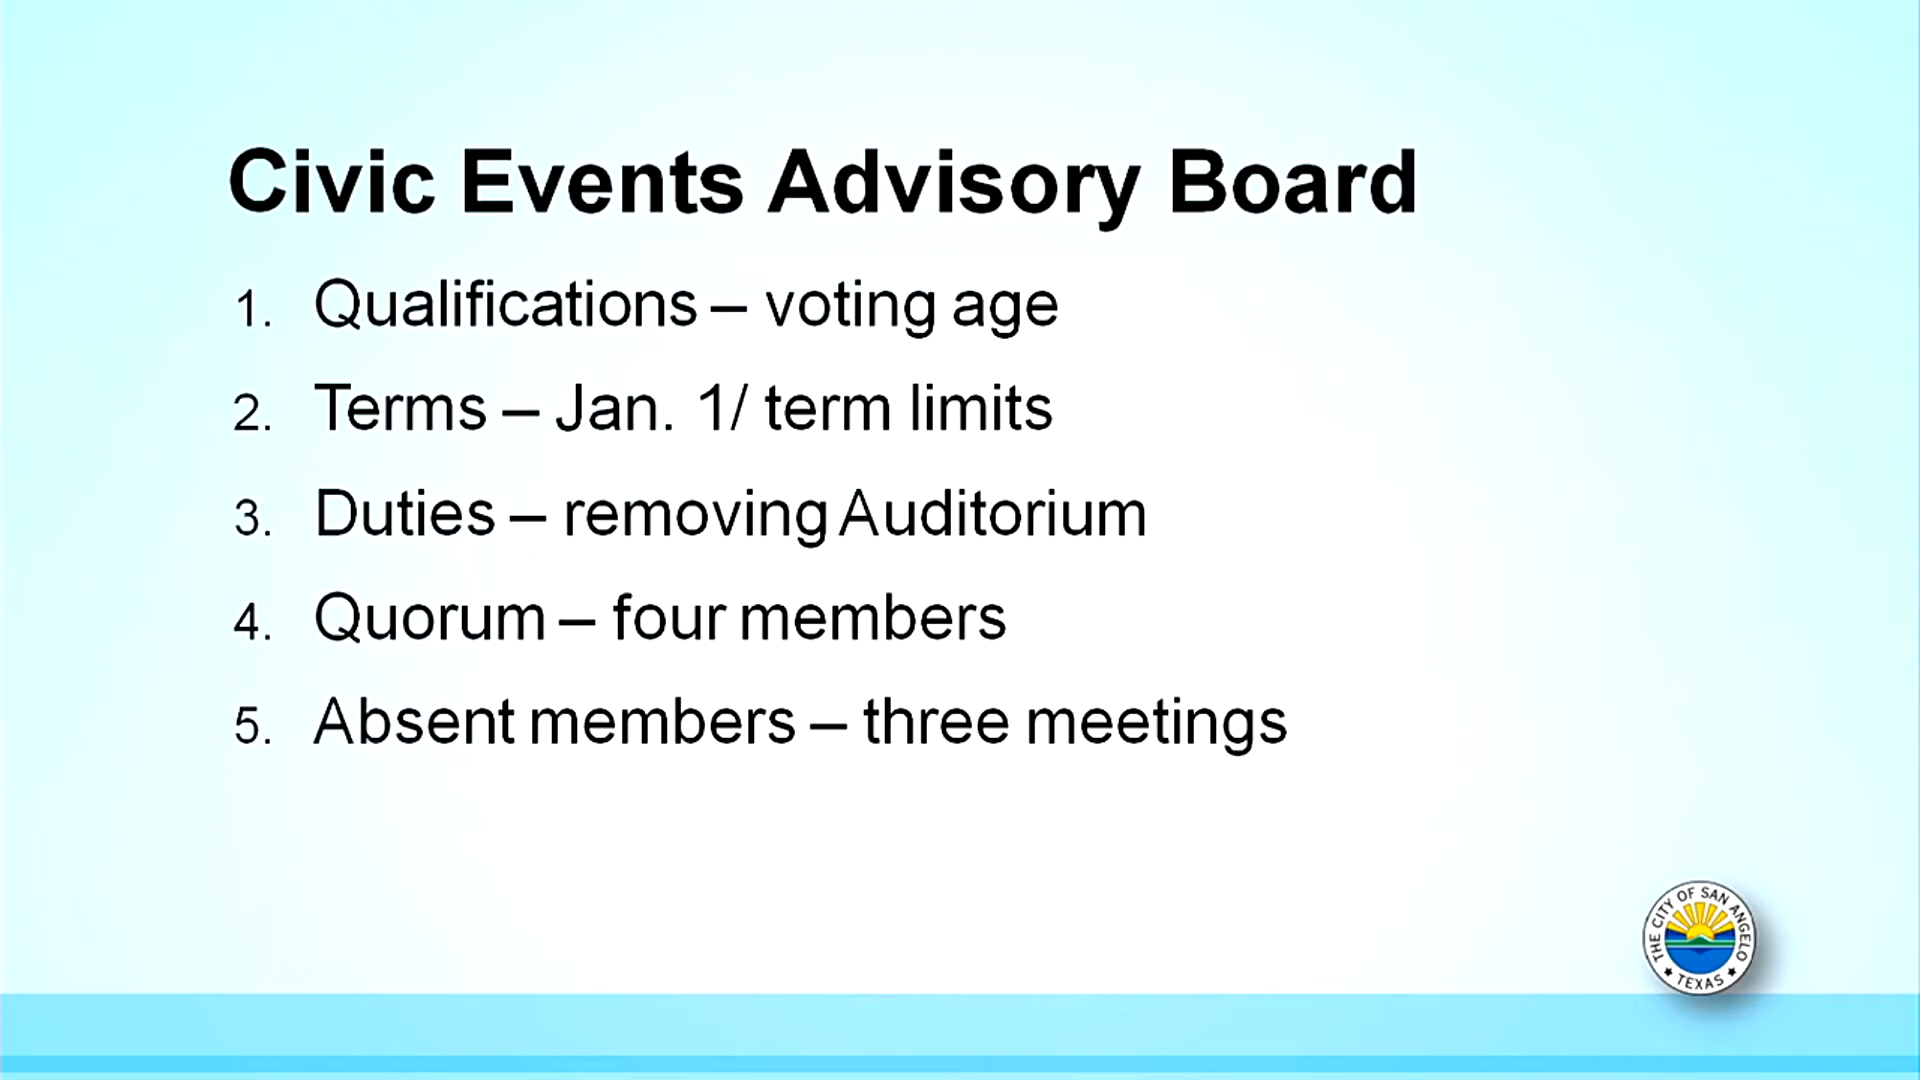 Civic Events Advisory Board
1. Qualifications – voting age
2. Terms – Jan. 1/ term limits
3. Duties – removing Auditorium
4. Quorum – four members
5. Absent members – three meetings
THE CITY OF SAN ANGELO
TEXAS